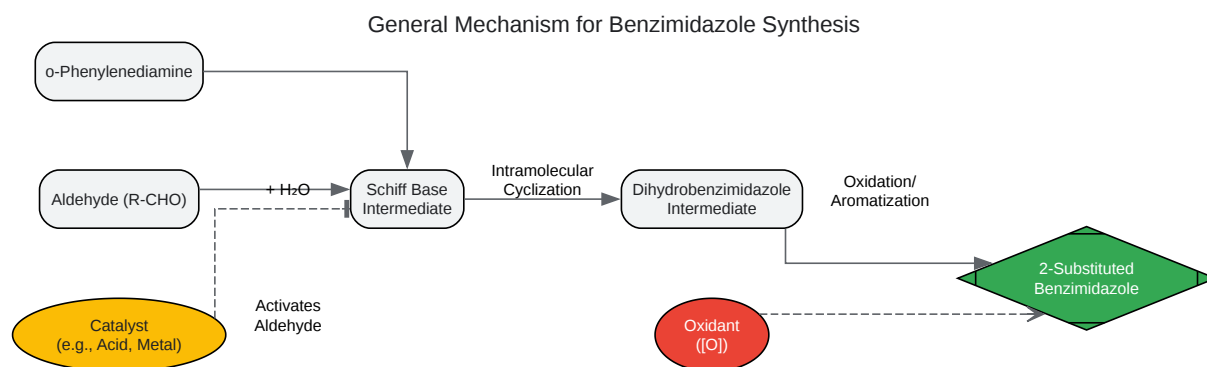 General Mechanism for Benzimidazole Synthesis
o-Phenylenediamine
Aldehyde (R-CHO)
+ H₂O
Schiff Base
Intermediate
Intramolecular
Cyclization
Dihydrobenzimidazole
Intermediate
Oxidation/
Aromatization
2-Substituted
Benzimidazole
Catalyst
(e.g., Acid, Metal)
Activates
Aldehyde
Oxidant
([O])